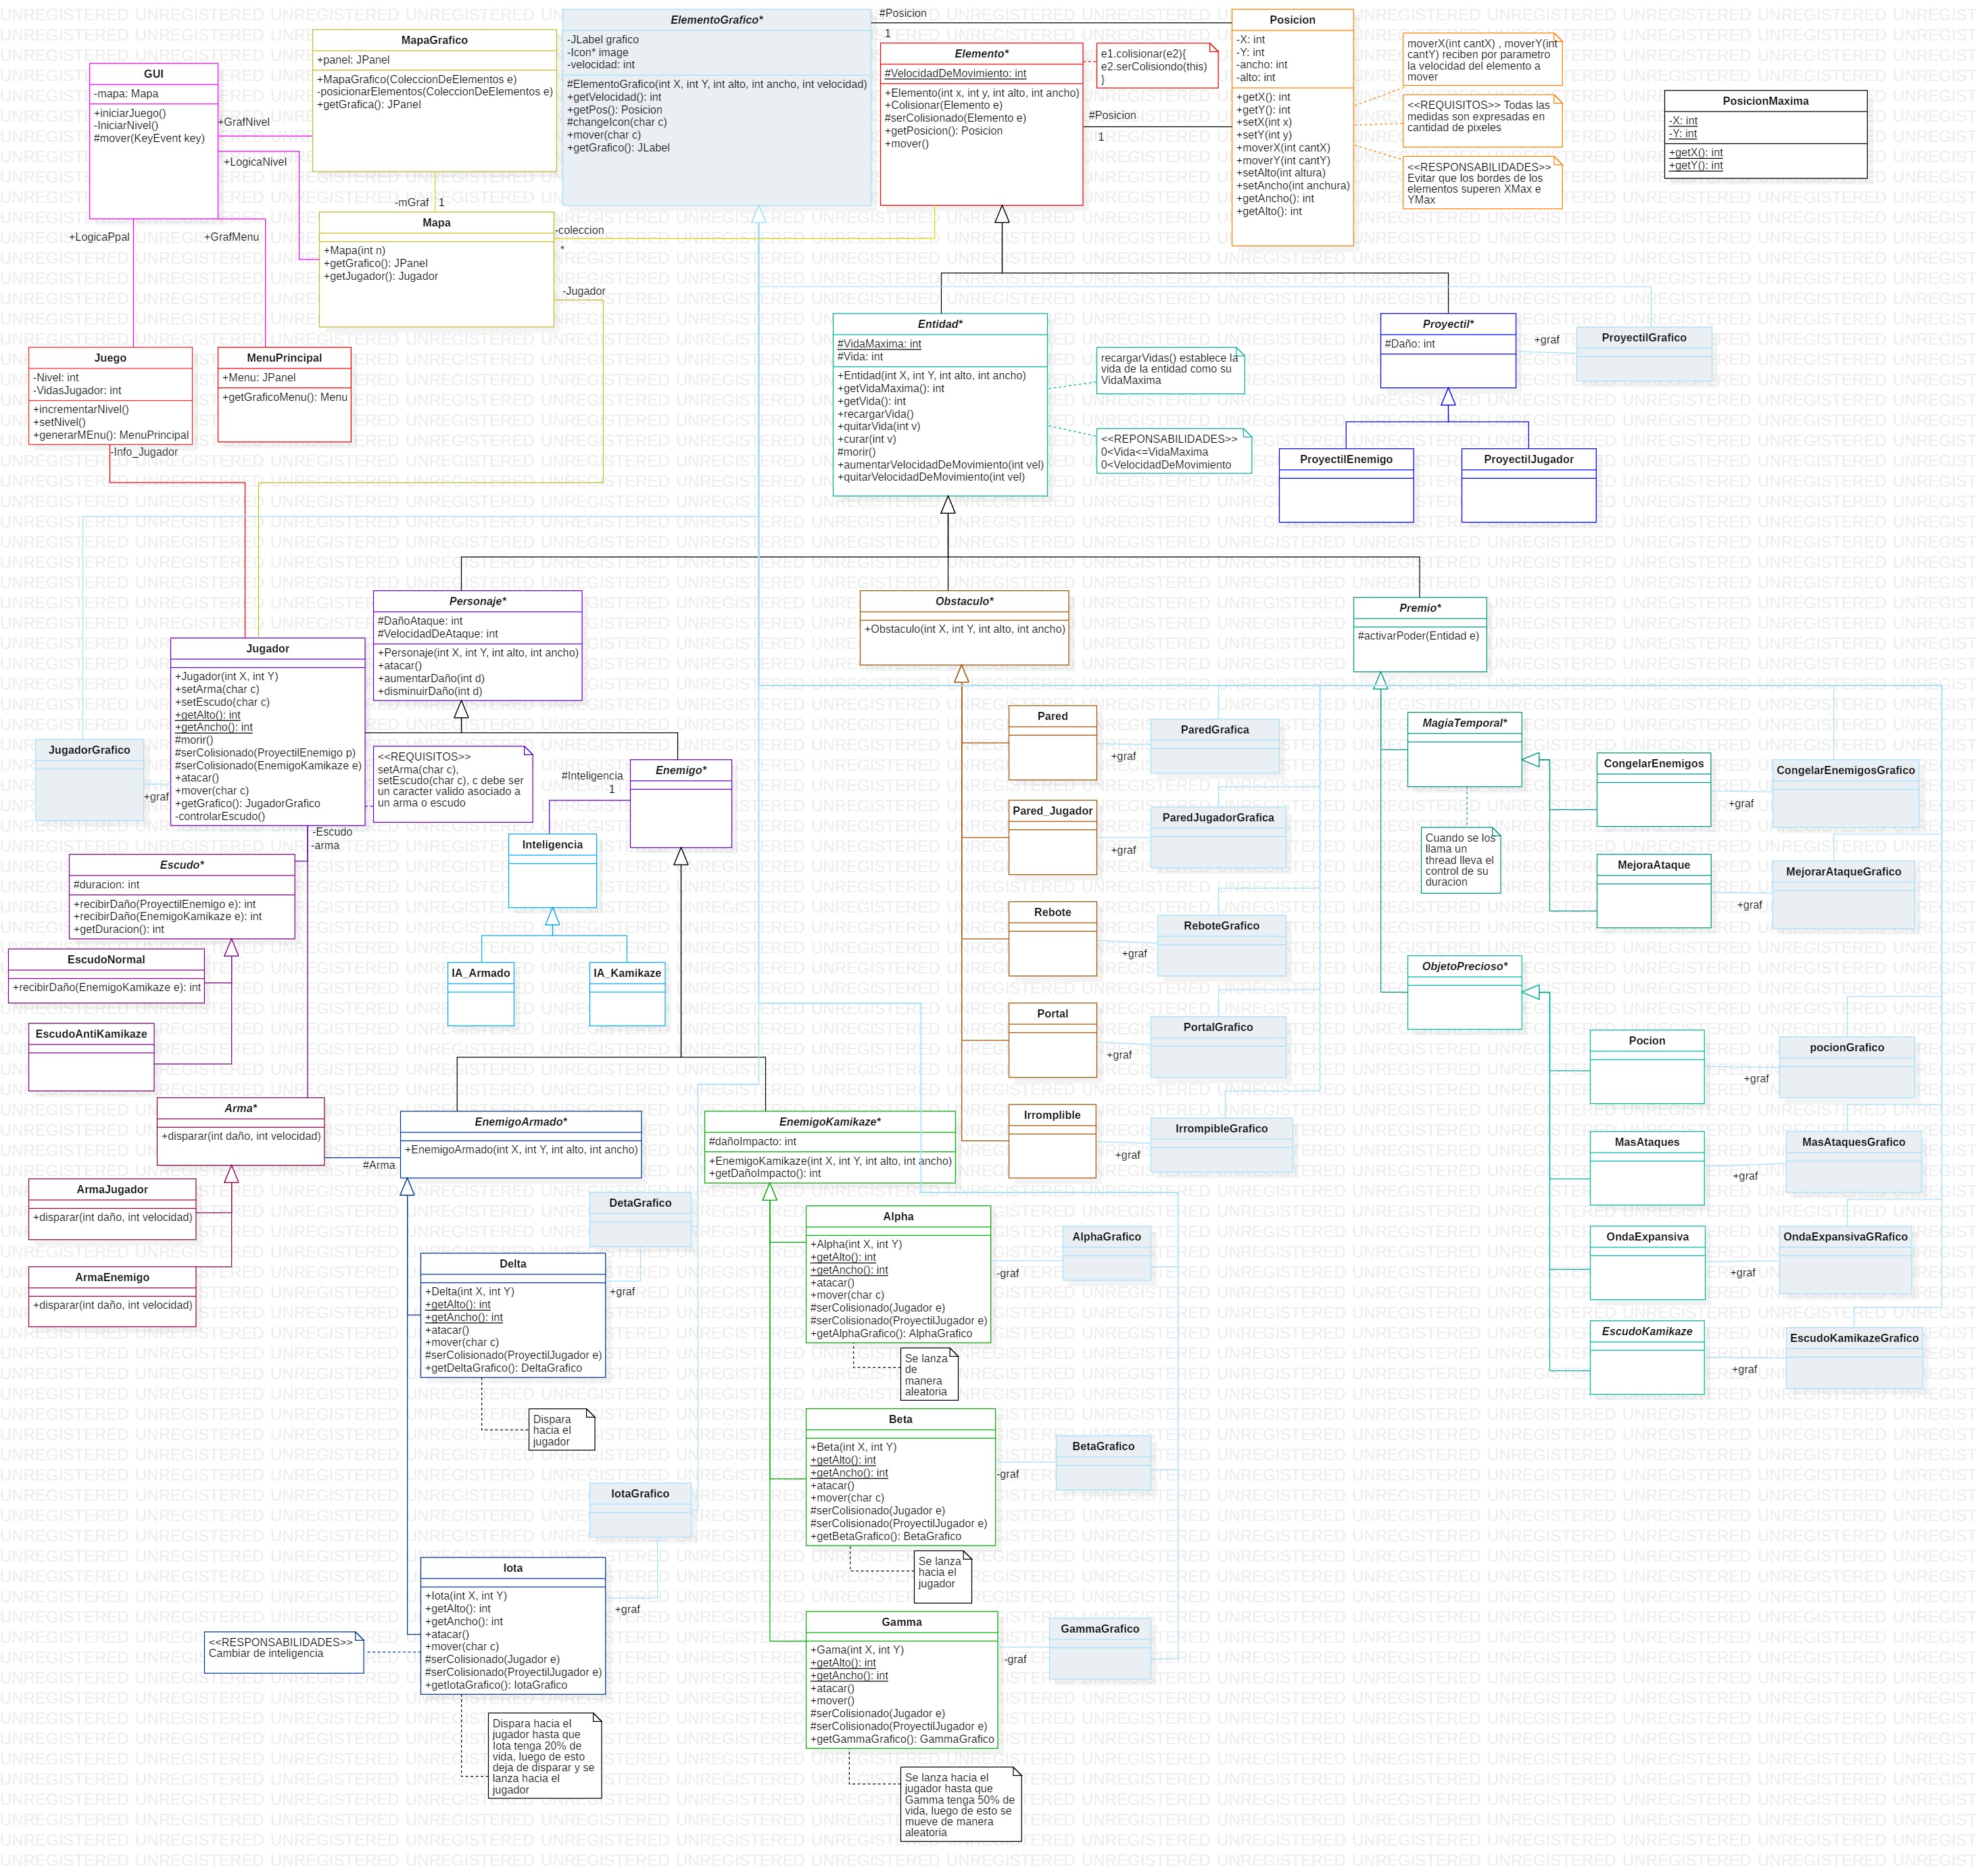 ElementoGrafico*
-JLabel grafico
-Icon* image
-velocidad: int
#ElementoGrafico(int X, int Y, int alto, int ancho, int velocidad)
+getVelocidad(): int
+getPos(): Posicion
#changeIcon(char c)
+mover(char c)
+getGrafico(): JLabel
#Posicion
1
Posicion
-X: int
-Y: int
-ancho: int
-alto: int
+getX(): int
+getY(): int
+setX(int x)
+setY(int y)
+moverX(int cantX)
+moverY(int cantY)
+setAlto(int altura)
+setAncho(int anchura)
+getAncho(): int
+getAlto(): int
moverX(int cantX) , moverY(int
cantY) reciben por parametro
la velocidad del elemento a
mover
<<REQUISITOS>> Todas las
medidas son expresadas en
cantidad de pixeles
<<RESPONSABILIDADES>>
Evitar que los bordes de los
elementos superen XMax e
YMax
PosicionMaxima
-X: int
-Y: int
+getX(): int
+getY(): int
Elemento*
#VelocidadDeMovimiento: int
+Elemento(int x, int y, int alto, int ancho)
+Colisionar(Elemento e)
#serColisionado(Elemento e)
+getPosicion(): Posicion
+mover()
e1.colisionar(e2){
e2.serColisiondo(this)
}
#Posicion
1
MapaGrafico
+panel: JPanel
+MapaGrafico(ColeccionDeElementos e)
-posicionarElementos(ColeccionDeElementos e)
+getGrafica(): JPanel
GUI
-mapa: Mapa
+iniciarJuego()
-IniciarNivel()
#mover(KeyEvent key)
+GrafNivel
+LogicaNivel
-mGraf
1
Mapa
+Mapa(int n)
+getGrafico(): JPanel
+getJugador(): Jugador
-coleccion
*
-Jugador
+LogicaPpal
+GrafMenu
Juego
-Nivel: int
-VidasJugador: int
+incrementarNivel()
+setNivel()
+generarMEnu(): MenuPrincipal
-Info_Jugador
MenuPrincipal
+Menu: JPanel
+getGraficoMenu(): Menu
Entidad*
#VidaMaxima: int
#Vida: int
+Entidad(int X, int Y, int alto, int ancho)
+getVidaMaxima(): int
+getVida(): int
+recargarVida()
+quitarVida(int v)
+curar(int v)
#morir()
+aumentarVelocidadDeMovimiento(int vel)
+quitarVelocidadDeMovimiento(int vel)
recargarVidas() establece la
vida de la entidad como su
VidaMaxima
<<REPONSABILIDADES>>
0<Vida<=VidaMaxima
0<VelocidadDeMovimiento
Proyectil*
#Daño: int
+graf
ProyectilGrafico
ProyectilEnemigo
ProyectilJugador
Personaje*
#DañoAtaque: int
#VelocidadDeAtaque: int
+Personaje(int X, int Y, int alto, int ancho)
+atacar()
+aumentarDaño(int d)
+disminuirDaño(int d)
Obstaculo*
+Obstaculo(int X, int Y, int alto, int ancho)
Premio*
#activarPoder(Entidad e)
Jugador
+Jugador(int X, int Y)
+setArma(char c)
+setEscudo(char c)
+getAlto(): int
+getAncho(): int
#morir()
#serColisionado(ProyectilEnemigo p)
#serColisionado(EnemigoKamikaze e)
+atacar()
+mover(char c)
+getGrafico(): JugadorGrafico
-controlarEscudo()
JugadorGrafico
+graf
<<REQUISITOS>>
setArma(char c),
setEscudo(char c), c debe ser
un caracter valido asociado a
un arma o escudo
-Escudo
-arma
Enemigo*
#Inteligencia
1
Inteligencia
IA_Armado
IA_Kamikaze
Escudo*
#duracion: int
+recibirDaño(ProyectilEnemigo e): int
+recibirDaño(EnemigoKamikaze e): int
+getDuracion(): int
EscudoNormal
+recibirDaño(EnemigoKamikaze e): int
EscudoAntiKamikaze
Arma*
+disparar(int daño, int velocidad)
#Arma
ArmaJugador
+disparar(int daño, int velocidad)
ArmaEnemigo
+disparar(int daño, int velocidad)
Pared
+graf
ParedGrafica
Pared_Jugador
+graf
ParedJugadorGrafica
Rebote
+graf
ReboteGrafico
Portal
+graf
PortalGrafico
Irromplible
+graf
IrrompibleGrafico
MagiaTemporal*
Cuando se los
llama un
thread lleva el
control de su
duracion
CongelarEnemigos
+graf
CongelarEnemigosGrafico
MejoraAtaque
+graf
MejorarAtaqueGrafico
ObjetoPrecioso*
Pocion
+graf
pocionGrafico
MasAtaques
+graf
MasAtaquesGrafico
OndaExpansiva
+graf
OndaExpansivaGRafico
EscudoKamikaze
+graf
EscudoKamikazeGrafico
EnemigoArmado*
+EnemigoArmado(int X, int Y, int alto, int ancho)
EnemigoKamikaze*
#dañoImpacto: int
+EnemigoKamikaze(int X, int Y, int alto, int ancho)
+getDañoImpacto(): int
DetaGrafico
Delta
+Delta(int X, int Y)
+getAlto(): int
+getAncho(): int
+atacar()
+mover(char c)
#serColisionado(ProyectilJugador e)
+getDeltaGrafico(): DeltaGrafico
+graf
Dispara
hacia el
jugador
IotaGrafico
Iota
+Iota(int X, int Y)
+getAlto(): int
+getAncho(): int
+atacar()
+mover(char c)
#serColisionado(Jugador e)
#serColisionado(ProyectilJugador e)
+getIotaGrafico(): IotaGrafico
+graf
<<RESPONSABILIDADES>>
Cambiar de inteligencia
Dispara hacia el
jugador hasta que
Iota tenga 20% de
vida, luego de esto
deja de disparar y se
lanza hacia el
jugador
Alpha
+Alpha(int X, int Y)
+getAlto(): int
+getAncho(): int
+atacar()
+mover(char c)
#serColisionado(Jugador e)
#serColisionado(ProyectilJugador e)
+getAlphaGrafico(): AlphaGrafico
-graf
AlphaGrafico
Se lanza
de
manera
aleatoria
Beta
+Beta(int X, int Y)
+getAlto(): int
+getAncho(): int
+atacar()
+mover(char c)
#serColisionado(Jugador e)
#serColisionado(ProyectilJugador e)
+getBetaGrafico(): BetaGrafico
-graf
BetaGrafico
Se lanza
hacia el
jugador
Gamma
+Gama(int X, int Y)
+getAlto(): int
+getAncho(): int
+atacar()
+mover()
#serColisionado(Jugador e)
#serColisionado(ProyectilJugador e)
+getGammaGrafico(): GammaGrafico
-graf
GammaGrafico
Se lanza hacia el
jugador hasta que
Gamma tenga 50% de
vida, luego de esto se
mueve de manera
aleatoria
UNREGISTERED